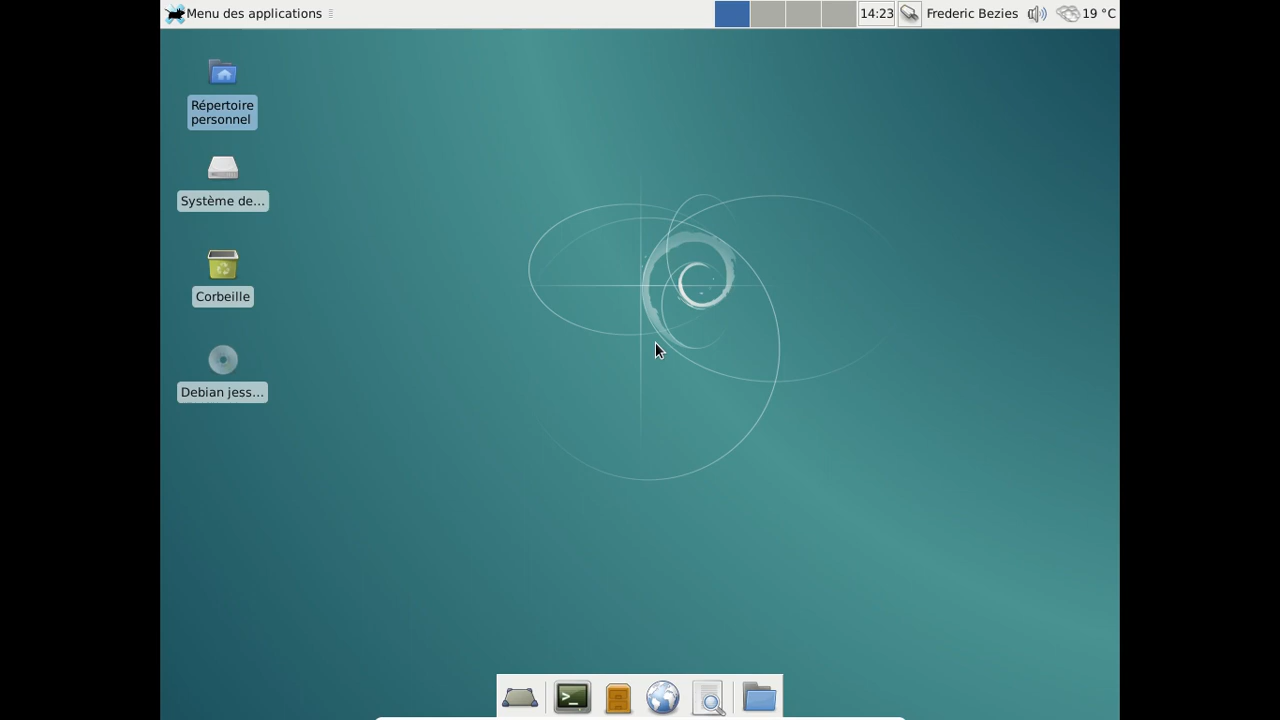 Menu des applications
14:23
Frederic Bezies
19 °C
Répertoire
personnel
Système de...
Corbeille
Debian jess...
>_